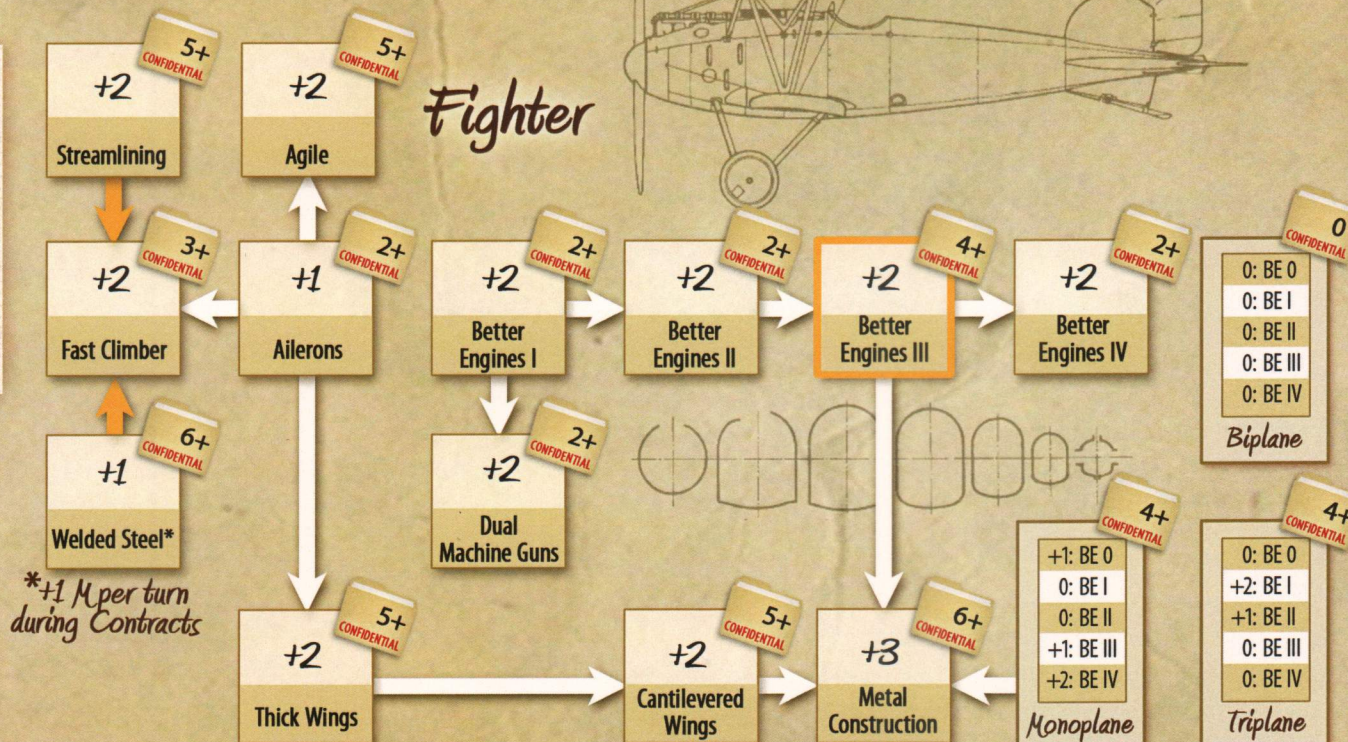 5+
CONFIDENTIAL
+2
Streamlining
5+
CONFIDENTIAL
+2
Agile
Fighter
3+
CONFIDENTIAL
+2
Fast Climber
2+
CONFIDENTIAL
+1
Ailerons
2+
CONFIDENTIAL
+2
Better
Engines I
2+
CONFIDENTIAL
+2
Better
Engines II
4+
CONFIDENTIAL
+2
Better
Engines III
2+
CONFIDENTIAL
+2
Better
Engines IV
0
CONFIDENTIAL
0: BE 0
0: BE I
0: BE II
0: BE III
0: BE IV
Biplane
6+
CONFIDENTIAL
+1
Welded Steel*
*+1 M per turn
during Contracts
2+
CONFIDENTIAL
+2
Dual
Machine Guns
5+
CONFIDENTIAL
+2
Thick Wings
5+
CONFIDENTIAL
+2
Cantilevered
Wings
6+
CONFIDENTIAL
+3
Metal
Construction
4+
CONFIDENTIAL
+1: BE 0
0: BE I
0: BE II
+1: BE III
+2: BE IV
Monoplane
4+
CONFIDENTIAL
0: BE 0
+2: BE I
+1: BE II
0: BE III
0: BE IV
Triplane